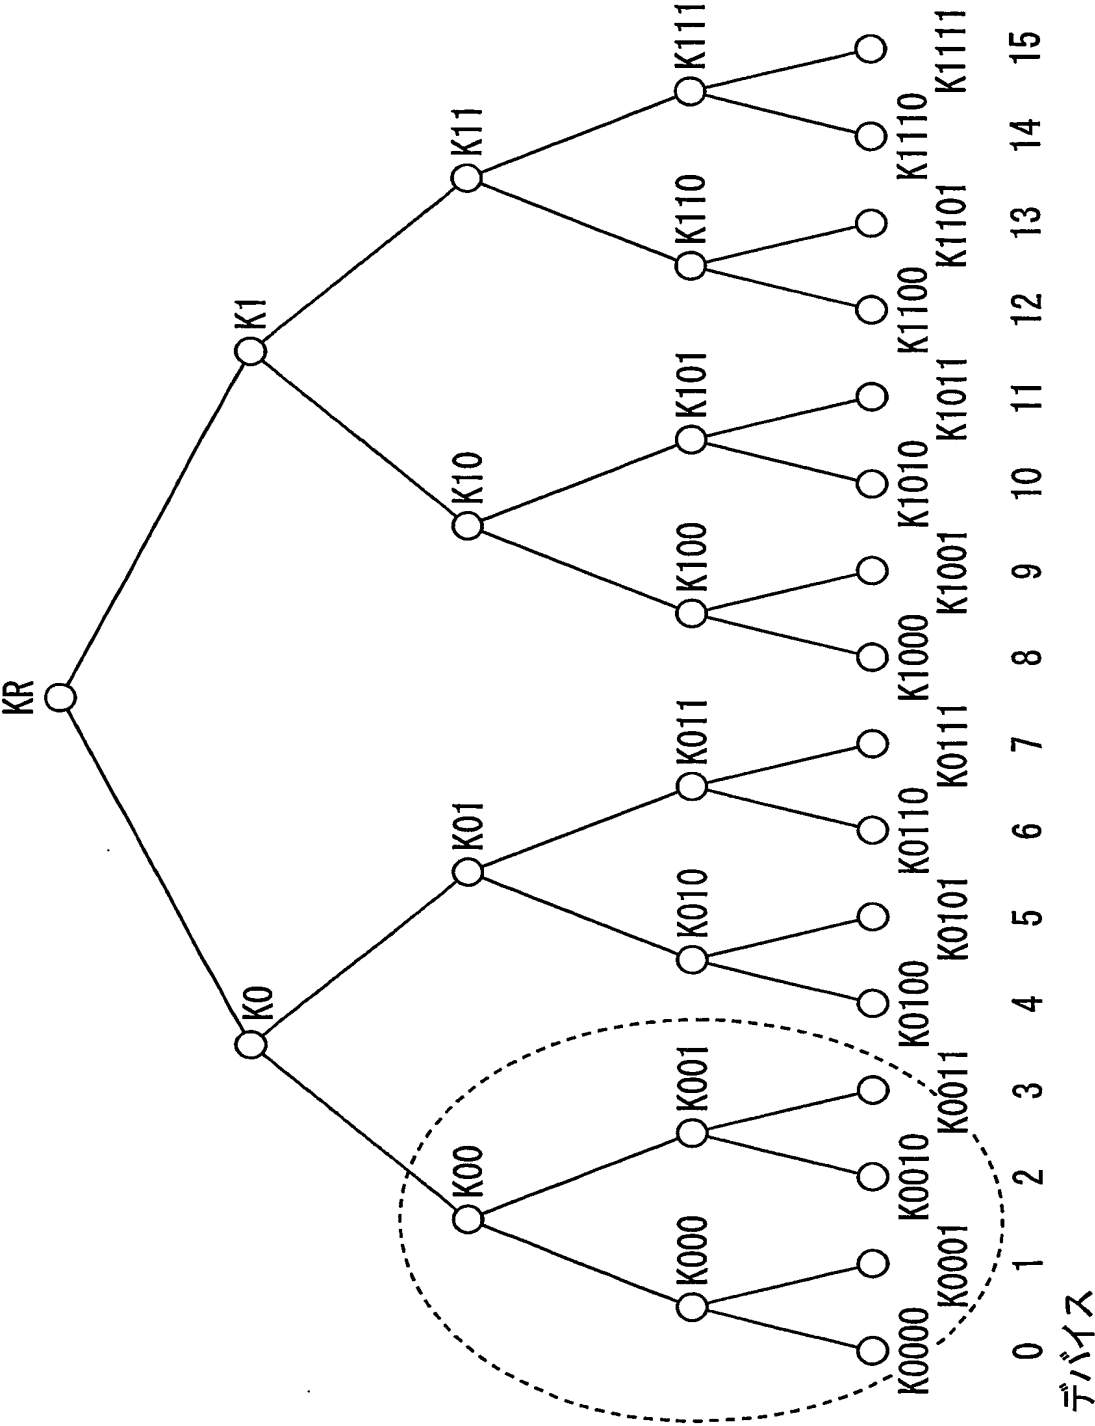 KR
K0
K1
K00
K01
K10
K11
K000
K001
K010
K011
K100
K101
K110
K111
K0000
K0010
K0100
K0110
K1000
K1010
K1100
K1110
K0001
K0011
K0101
K0111
K1001
K1011
K1101
K1111
0 1 2 3 4 5 6 7 8 9 10 11 12 13 14 15
デバイス